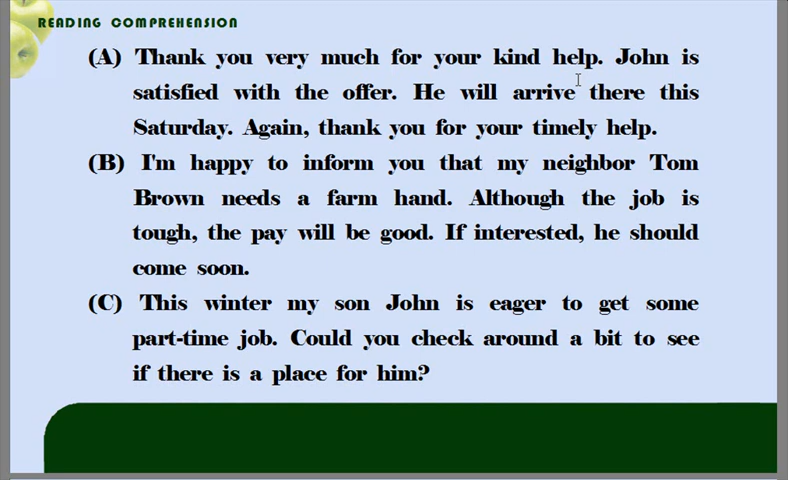 READING COMPREHENSION
(A) Thank you very much for your kind help. John is
satisfied with the offer. He will arrive there this
Saturday. Again, thank you for your timely help.
(B) I'm happy to inform you that my neighbor Tom
Brown needs a farm hand. Although the job is
tough, the pay will be good. If interested, he should
come soon.
(C) This winter my son John is eager to get some
part-time job. Could you check around a bit to see
if there is a place for him?